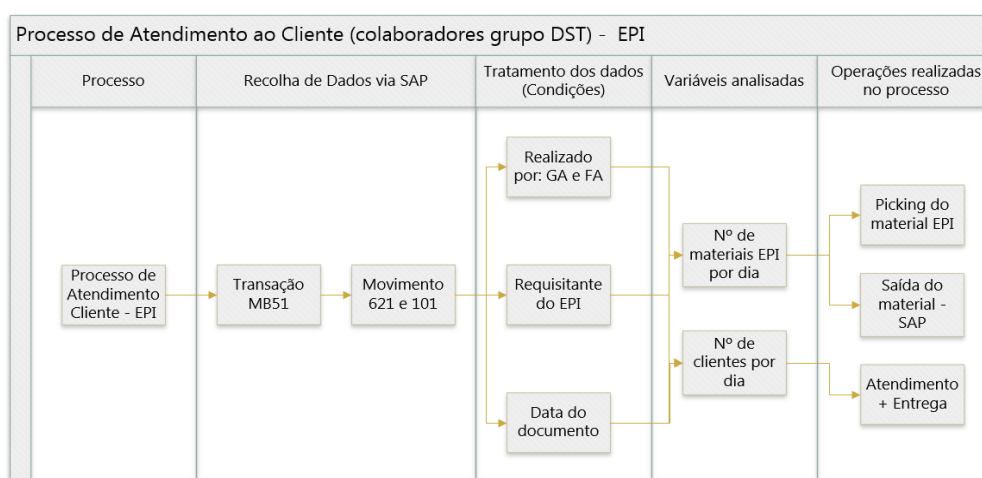 Processo de Atendimento ao Cliente (colaboradores grupo DST) - EPI
Processo
Recolha de Dados via SAP
Tratamento dos dados
(Condições)
Variáveis analisadas
Operações realizadas
no processo
Processo de
Atendimento
Cliente - EPI
Transação
MB51
Movimento
621 e 101
Realizado
por: GA e FA
Requisitante
do EPI
Data do
documento
Nº de
materiais EPI
por dia
Nº de
clientes por
dia
Picking do
material EPI
Saída do
material -
SAP
Atendimento
+ Entrega